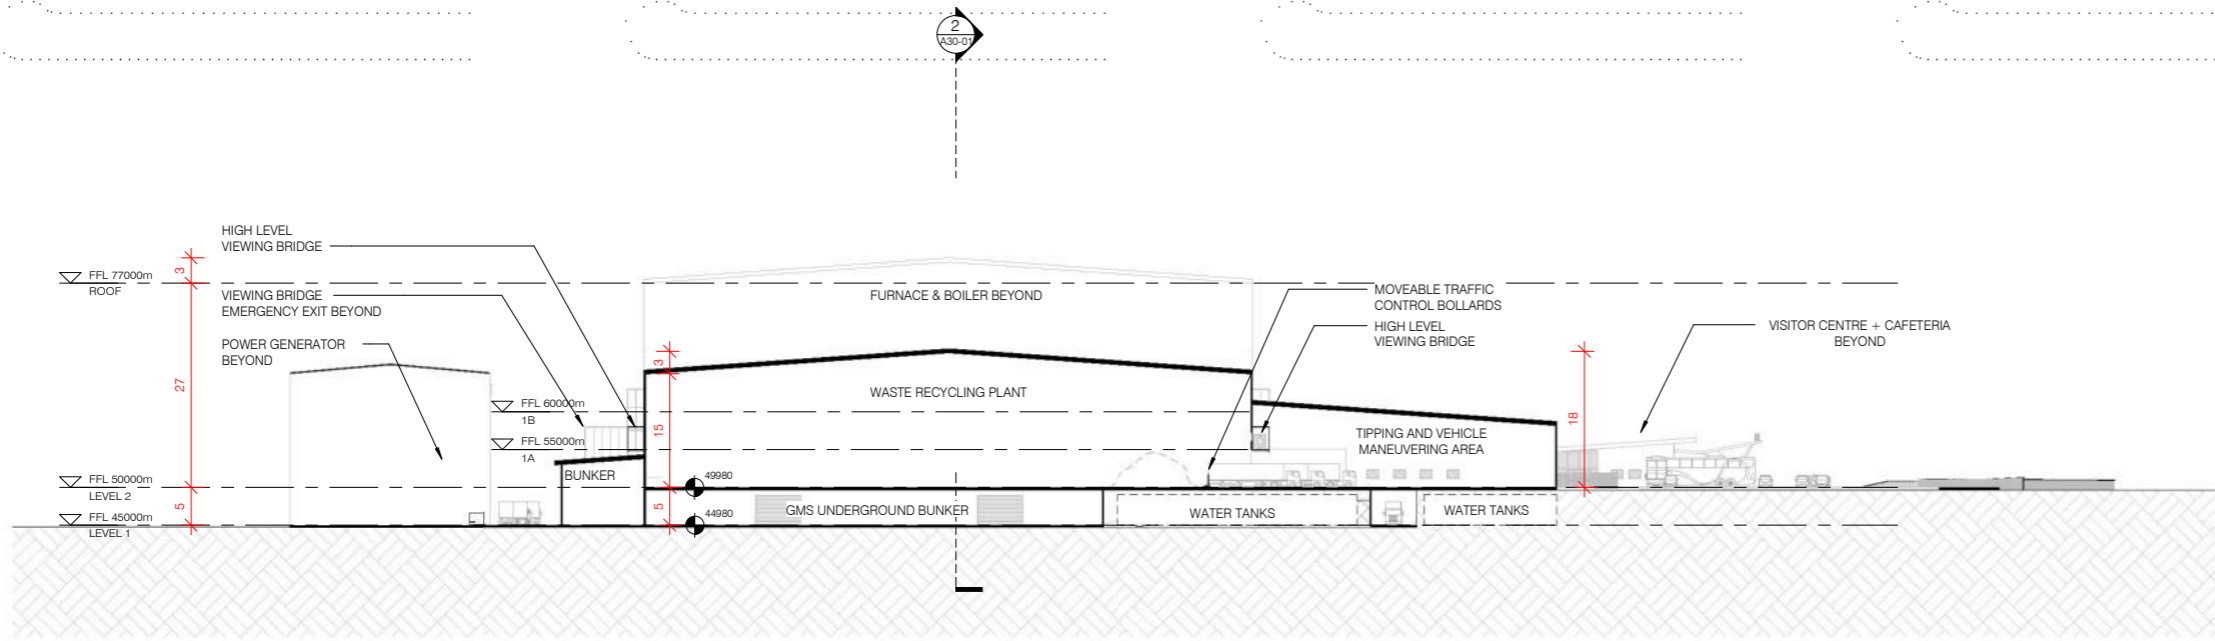 2
A30-01
HIGH LEVEL
VIEWING BRIDGE
3
FFL 77000m
ROOF
VIEWING BRIDGE
EMERGENCY EXIT BEYOND
FURNACE & BOILER BEYOND
MOVEABLE TRAFFIC
CONTROL BOLLARDS
HIGH LEVEL
VIEWING BRIDGE
VISITOR CENTRE + CAFETERIA
BEYOND
POWER GENERATOR
BEYOND
3
27
WASTE RECYCLING PLANT
FFL 60000m
1B
15
18
TIPPING AND VEHICLE
MANEUVERING AREA
FFL 55000m
1A
BUNKER
49980
FFL 50000m
LEVEL 2
5
5
GMS UNDERGROUND BUNKER
WATER TANKS
WATER TANKS
44980
FFL 45000m
LEVEL 1